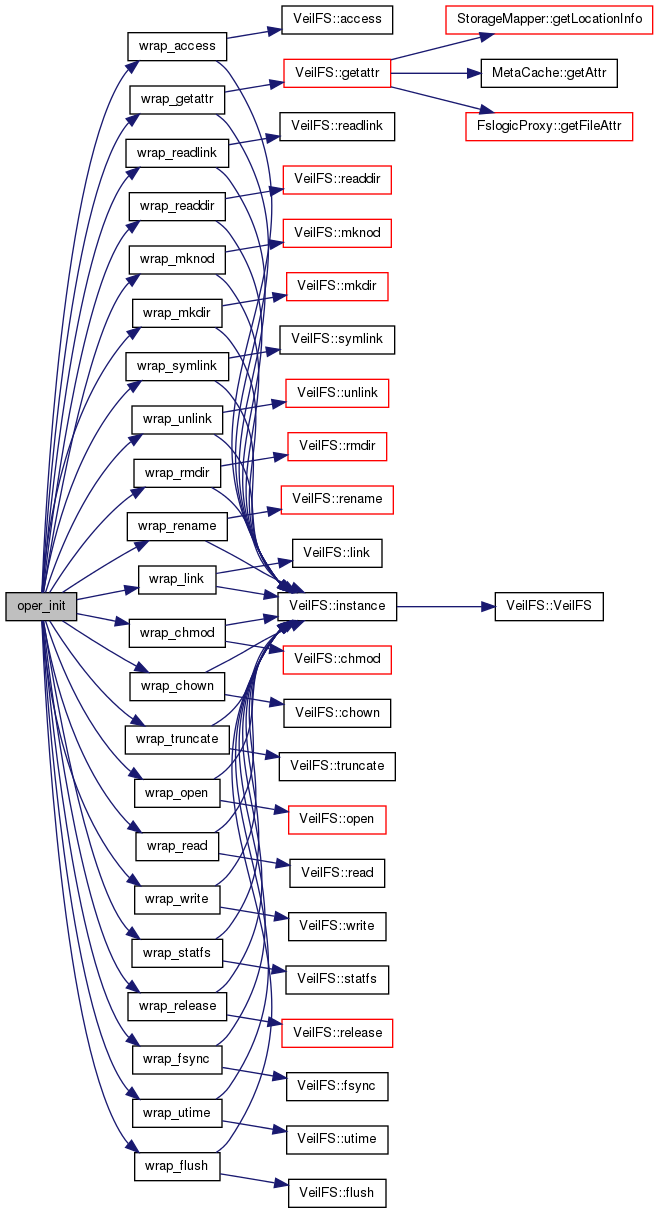 oper_init
wrap_access
wrap_getattr
wrap_readlink
wrap_readdir
wrap_mknod
wrap_mkdir
wrap_symlink
wrap_unlink
wrap_rmdir
wrap_rename
wrap_link
wrap_chmod
wrap_chown
wrap_truncate
wrap_open
wrap_read
wrap_write
wrap_statfs
wrap_release
wrap_fsync
wrap_utime
wrap_flush
VeilFS::access
VeilFS::getattr
VeilFS::readlink
VeilFS::readdir
VeilFS::mknod
VeilFS::mkdir
VeilFS::symlink
VeilFS::unlink
VeilFS::rmdir
VeilFS::rename
VeilFS::link
VeilFS::instance
VeilFS::chmod
VeilFS::chown
VeilFS::truncate
VeilFS::open
VeilFS::read
VeilFS::write
VeilFS::statfs
VeilFS::release
VeilFS::fsync
VeilFS::utime
VeilFS::flush
StorageMapper::getLocationInfo
MetaCache::getAttr
FslogicProxy::getFileAttr
VeilFS::VeilFS